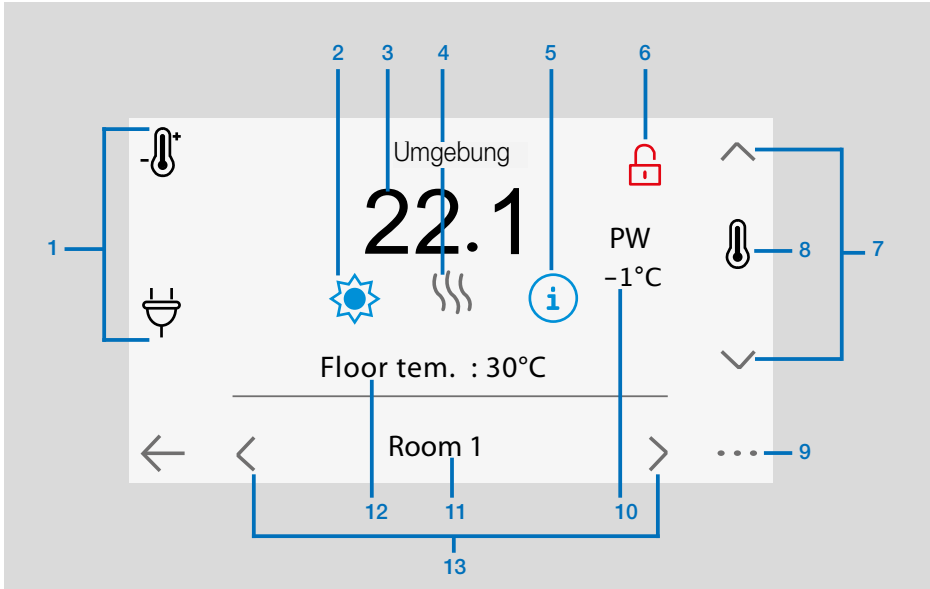 2 3 4 5 6
Umgebung
22.1
1
PW
8 7
–1°C
i
Floor tem. : 30°C
Room 1
9
12 11 10
13